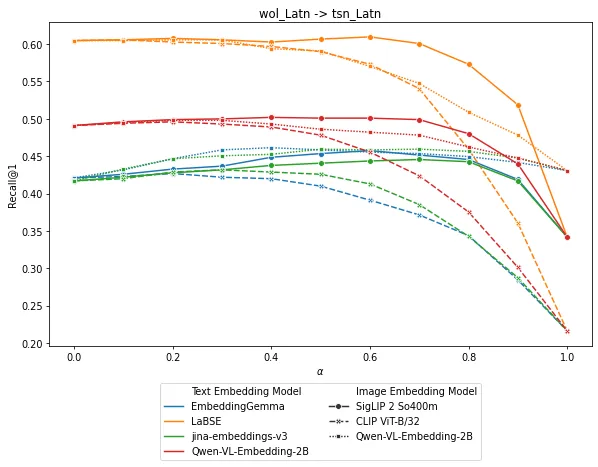 wol_Latn -> tsn_Latn
Recall@1
0.60
0.55
0.50
0.45
0.40
0.35
0.30
0.25
0.20
0.0 0.2 0.4 0.6 0.8 1.0
α
Text Embedding Model
EmbeddingGemma
LaBSE
jina-embeddings-v3
Qwen-VL-Embedding-2B
Image Embedding Model
SigLIP 2 So400m
CLIP ViT-B/32
Qwen-VL-Embedding-2B